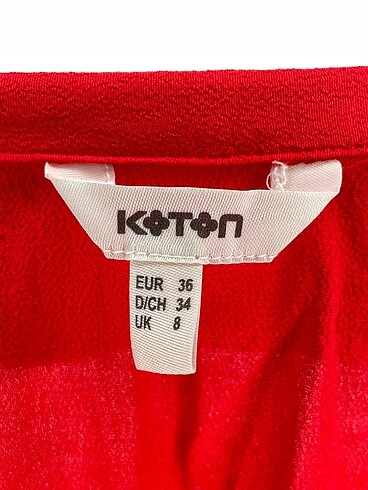 KOTON
EUR 36
D/CH 34
UK 8